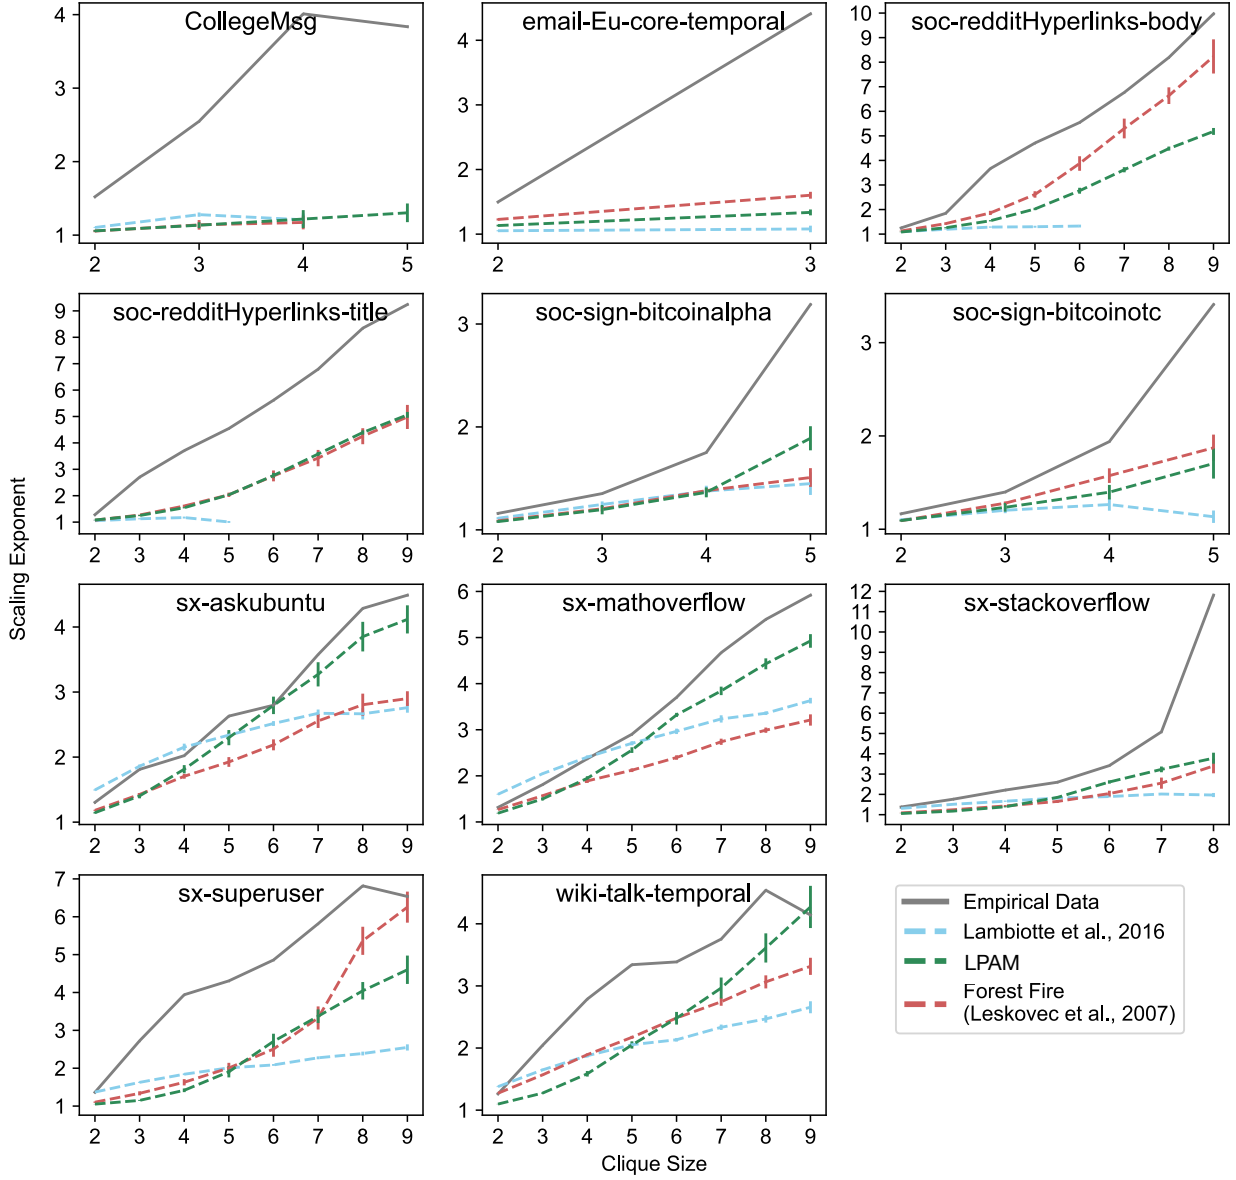 CollegeMsg
4
3
2
1
2 3 4 5
email-Eu-core-temporal
4
3
2
1
2 3
soc-redditHyperlinks-body
10
9
8
7
6
5
4
3
2
1
2 3 4 5 6 7 8 9
soc-redditHyperlinks-title
9
8
7
6
5
4
3
2
1
2 3 4 5 6 7 8 9
soc-sign-bitcoinalpha
3
2
1
2 3 4 5
soc-sign-bitcoinotc
3
2
1
2 3 4 5
Scaling Exponent
sx-askubuntu
4
3
2
1
2 3 4 5 6 7 8 9
sx-mathoverflow
6
5
4
3
2
1
2 3 4 5 6 7 8 9
sx-stackoverflow
12
11
10
9
8
7
6
5
4
3
2
1
2 3 4 5 6 7 8
sx-superuser
7
6
5
4
3
2
1
2 3 4 5 6 7 8 9
wiki-talk-temporal
4
3
2
1
2 3 4 5 6 7 8 9
Clique Size
Empirical Data
Lambiotte et al., 2016
LPAM
Forest Fire
(Leskovec et al., 2007)